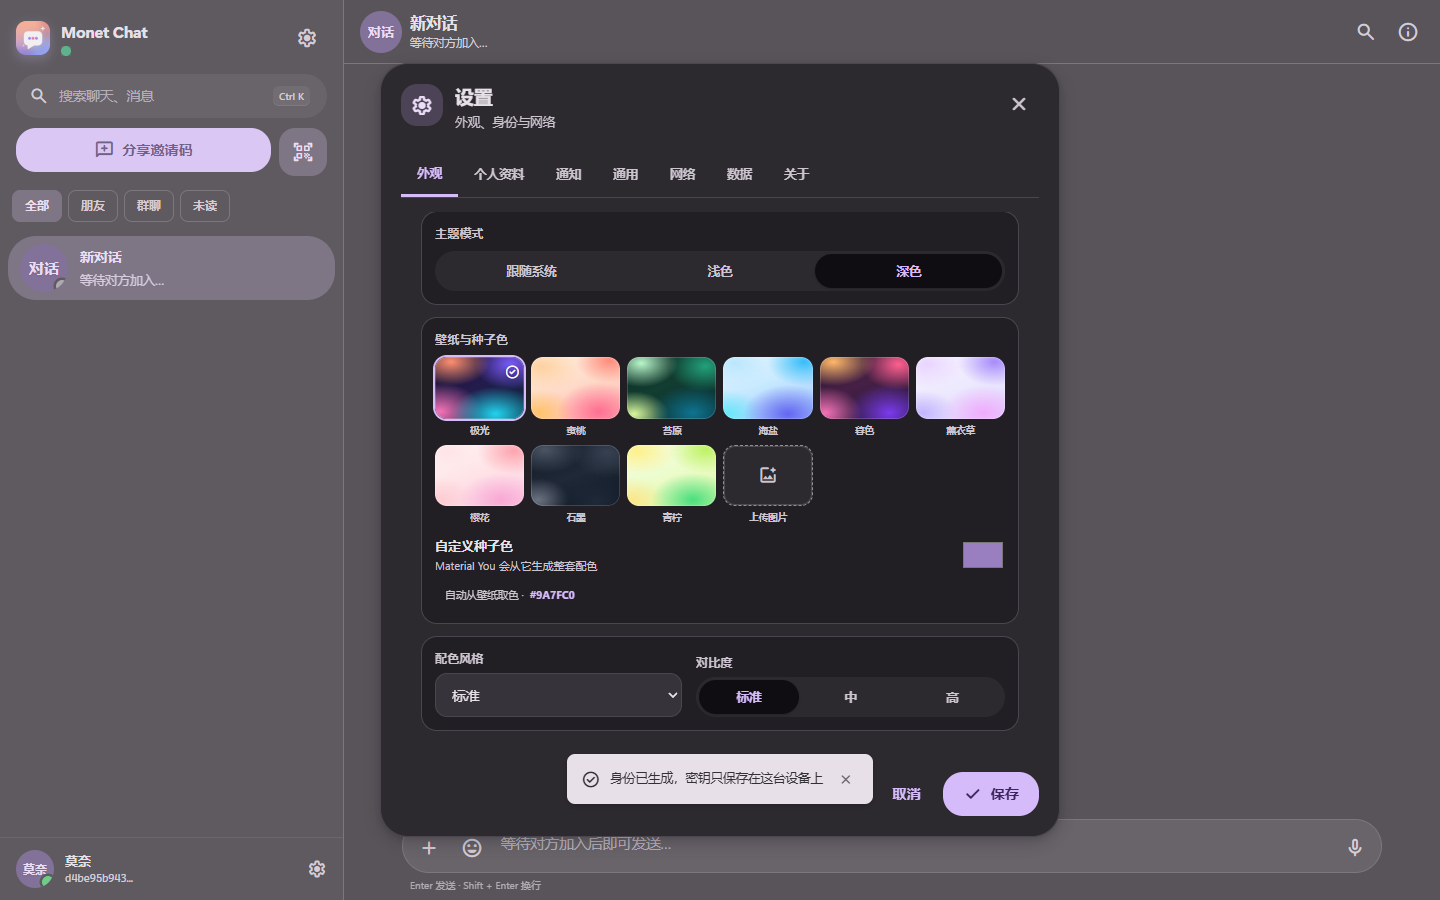 Monet Chat
搜索聊天、消息
Ctrl K
分享邀请码
全部
朋友
群聊
未读
对话
新对话
等待对方加入...
莫奈
莫奈
d4be95b943...
对话
新对话
等待对方加入...
设置
外观、身份与网络
外观
个人资料
通知
通用
网络
数据
关于
主题模式
跟随系统
浅色
深色
壁纸与种子色
极光
蜜桃
苔原
海盐
暮色
薰衣草
樱花
石墨
青柠
上传图片
自定义种子色
Material You 会从它生成整套配色
自动从壁纸取色 · #9A7FC0
配色风格
标准
对比度
标准
中
高
身份已生成，密钥只保存在这台设备上
取消
保存
等待对方加入后即可发送...
Enter 发送 · Shift + Enter 换行